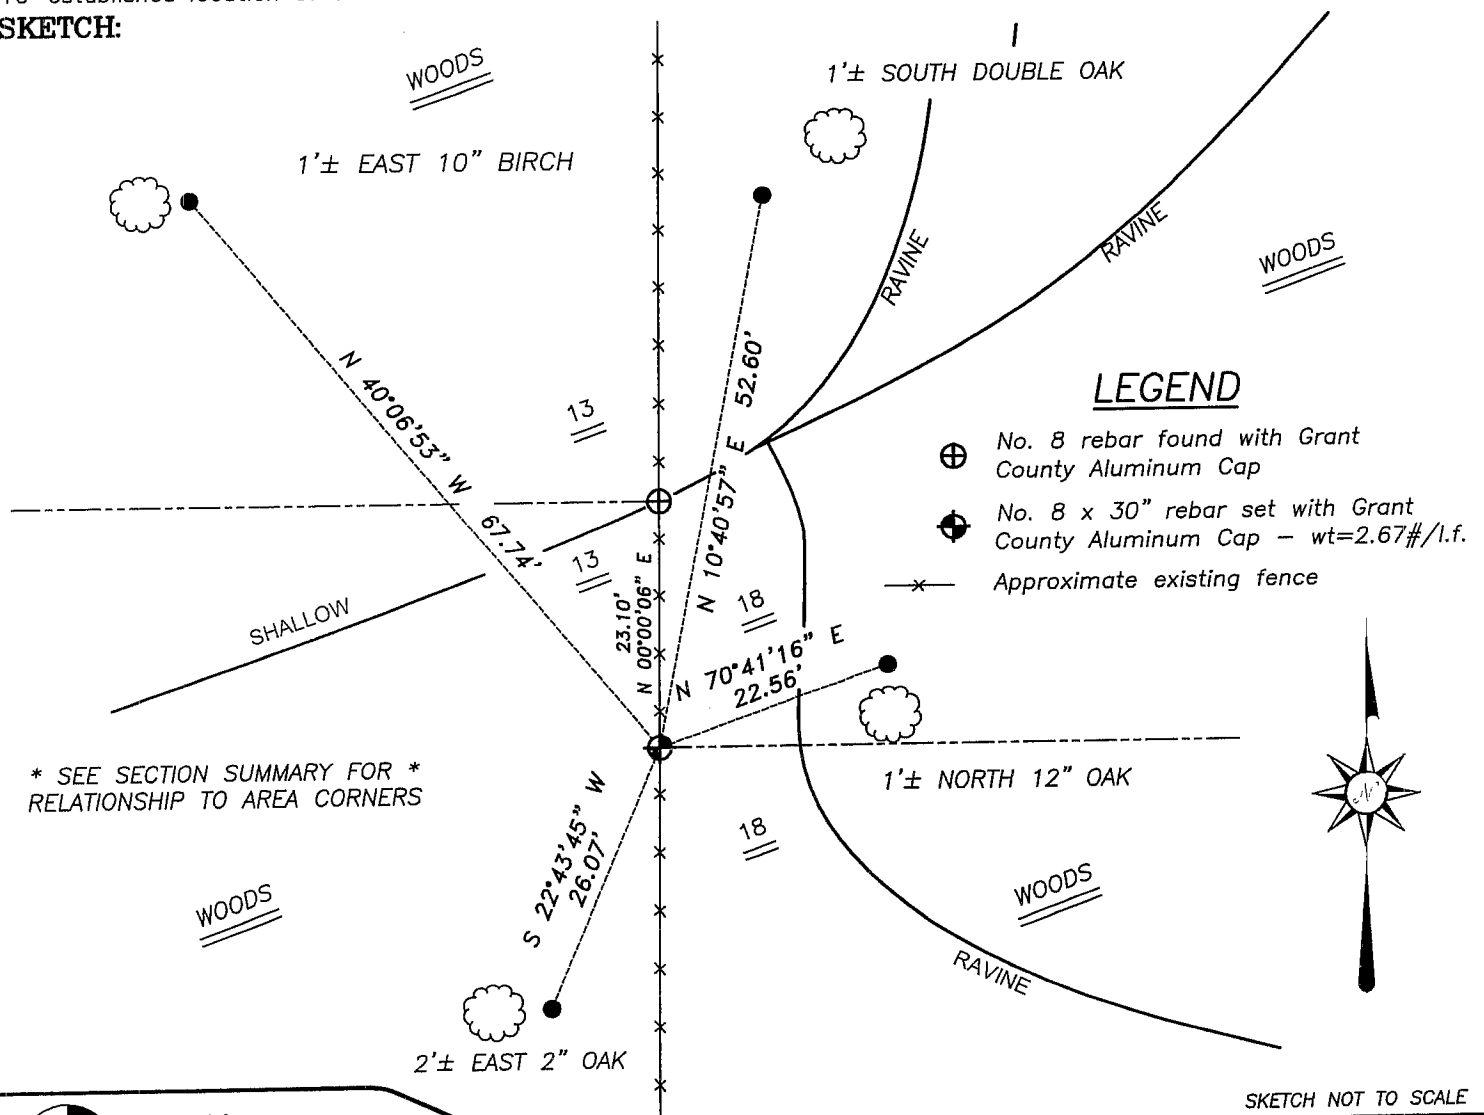 SKETCH:
WOODS
1'± SOUTH DOUBLE OAK
1'± EAST 10" BIRCH
RAVINE
RAVINE
WOODS
N 40°06'53" W 67.74'
13
N 10°40'57" E 52.60'
LEGEND
No. 8 rebar found with Grant
County Aluminum Cap
No. 8 x 30" rebar set with Grant
County Aluminum Cap - wt=2.67#/l.f.
Approximate existing fence
13
SHALLOW
23.10'
N 00°00'06" E
18
N 70°41'16" E
22.56'
* SEE SECTION SUMMARY FOR *
RELATIONSHIP TO AREA CORNERS
1'± NORTH 12" OAK
S 22°43'45" W
26.07'
18
WOODS
WOODS
RAVINE
2'± EAST 2" OAK
SKETCH NOT TO SCALE